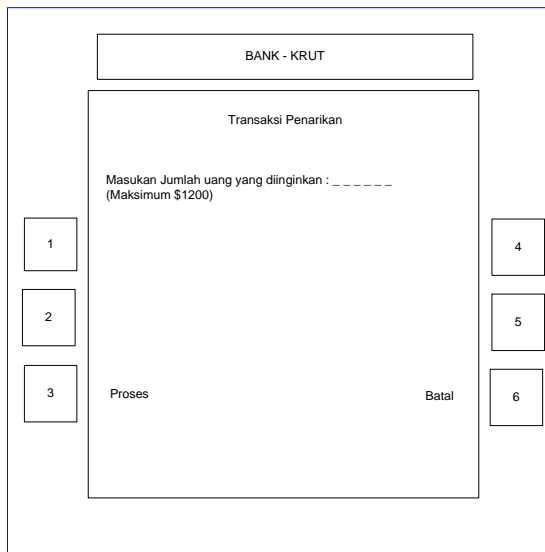 BANK - KRUT
Transaksi Penarikan
Masukan Jumlah uang yang diinginkan : _ _ _ _ _ _
(Maksimum $1200)
1
4
2
5
3
Proses
Batal
6